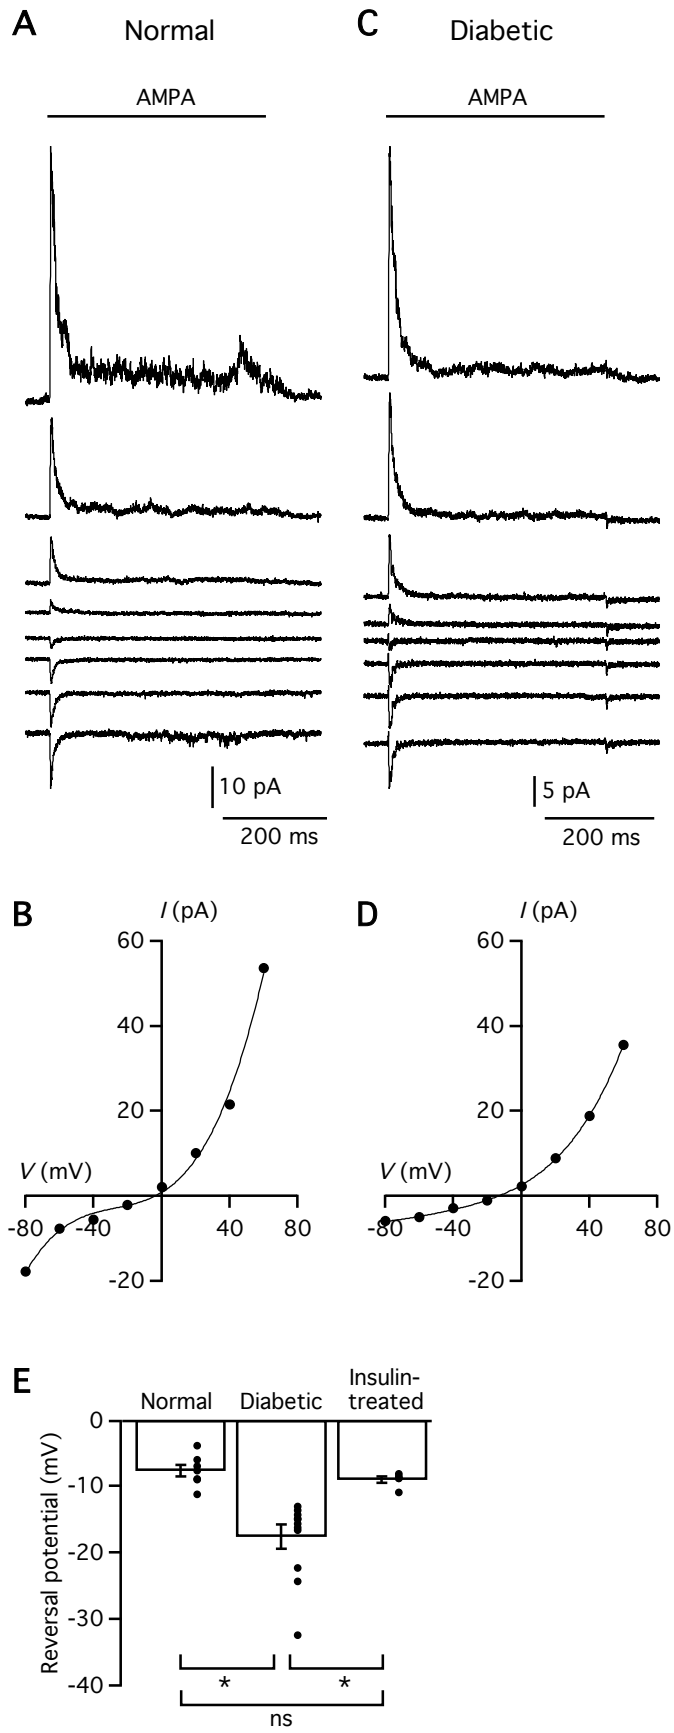 A Normal
AMPA
10 pA
200 ms
C Diabetic
AMPA
5 pA
200 ms
B
I (pA)
60
40
20
V (mV)
-80 -40 40 80
-20
D
I (pA)
60
40
20
V (mV)
-80 -40 40 80
-20
E
Normal Diabetic Insulin-
treated
Reversal potential (mV)
0
-10
-20
-30
-40
* *
ns